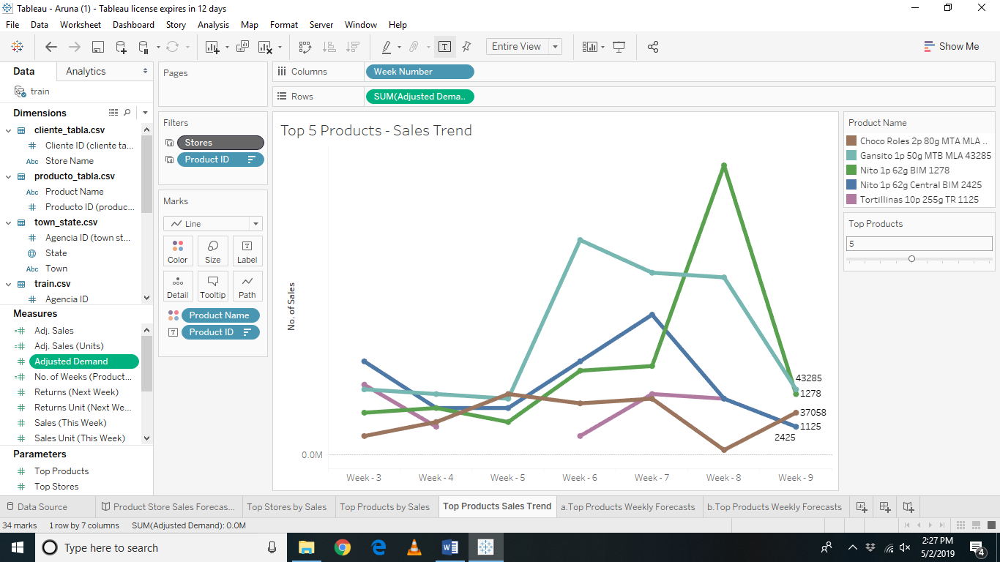 Tableau - Aruna (1) - Tableau license expires in 12 days
File Data Worksheet Dashboard Story Analysis Map Format Server Window Help
Entire View
Show Me
Data Analytics
train
Dimensions
cliente_tabla.csv
Cliente ID (cliente ta...
Abc Store Name
producto_tabla.csv
Abc Product Name
Producto ID (produc...
town_state.csv
Agencia ID (town st...
State
Abc Town
train.csv
Agencia ID
Measures
Adj. Sales
Adj. Sales (Units)
Adjusted Demand
No. of Weeks (Product...
Returns (Next Week)
Returns Unit (Next We...
Sales (This Week)
Sales Unit (This Week)
Parameters
Top Products
Top Stores
Pages
Filters
Stores
Product ID
Marks
Line
Color Size Label
Detail Tooltip Path
Product Name
Product ID
Columns Week Number
Rows SUM(Adjusted Dema..
Top 5 Products - Sales Trend
No. of Sales
0.0M
43285
1278
37058
1125
2425
Week - 3 Week - 4 Week - 5 Week - 6 Week - 7 Week - 8 Week - 9
Product Name
Choco Roles 2p 80g MTA MLA ..
Gansito 1p 50g MTB MLA 43285
Nito 1p 62g BIM 1278
Nito 1p 62g Central BIM 2425
Tortillinas 10p 255g TR 1125
Top Products
5
Data Source Product Store Sales Forecas... Top Stores by Sales Top Products by Sales Top Products Sales Trend a.Top Products Weekly Forecasts b.Top Products Weekly Forecasts
34 marks 1 row by 7 columns SUM(Adjusted Demand): 0.0M
Type here to search
2:27 PM
5/2/2019
4